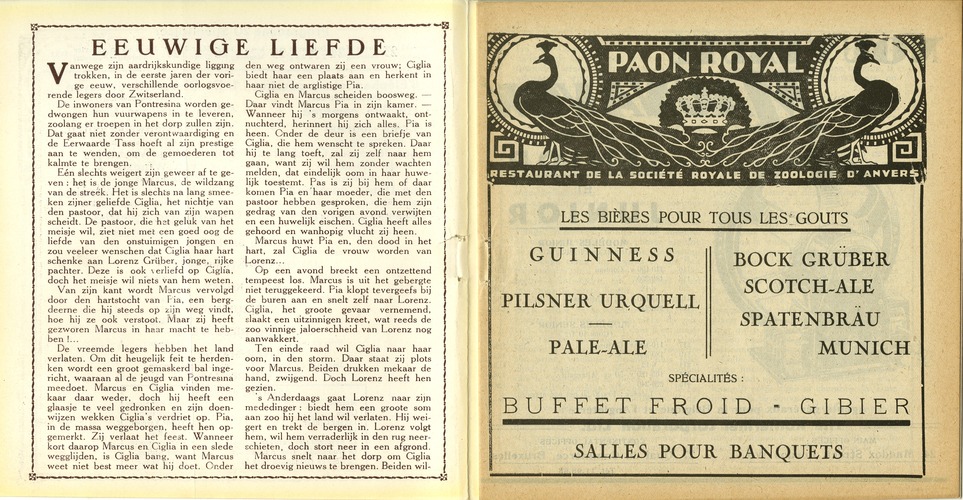 EEUWIGE LIEFDE
Vanwege zijn aardrijkskundige ligging
trokken, in de eerste jaren der vori-
ge eeuw, verschillende oorlogsvoe-
rende legers door Zwitserland.
De inwoners van Pontresina worden ge-
dwongen hun vuurwapens in te leveren,
zoolang er troepen in het dorp zullen zijn.
Dat gaat niet zonder verontwaardiging en
de Eerwaarde Tass hoeft al zijn prestige
aan te wenden, om de gemoederen tot
kalmte te brengen.
Eén slechts weigert zijn geweer af te ge-
ven : het is de jonge Marcus, de wildzang
van de streek. Het is slechts na lang smee-
ken zijner geliefde Ciglia, het nichtje van
den pastoor, dat hij zich van zijn wapen
scheidt. De pastoor, die het geluk van het
meisje wil, ziet niet met een goed oog de
liefde van den onstuimigen jongen en
zou veeleer wenschen dat Ciglia haar hart
schenke aan Lorenz Grüber, jonge, rijke
pachter. Deze is ook verliefd op Ciglia,
doch het meisje wil niets van hem weten.
Van zijn kant wordt Marcus vervolgd
door den hartstocht van Pia, een berg-
deerne die hij steeds op zijn weg vindt,
hoe hij ze ook verstoot. Maar zij heeft
gezworen Marcus in haar macht te heb-
ben !...
De vreemde legers hebben het land
verlaten. Om dit heugelijk feit te herden-
ken wordt een groot gemaskerd bal inge-
richt, waaraan al de jeugd van Pontresina
meedoet. Marcus en Ciglia vinden me-
kaar daar weder, doch hij heeft een
glaasje te veel gedronken en zijn doen-
wijzen wekken Ciglia's verdriet op. Pia,
in de massa weggeborgen, heeft hen op-
gemerkt. Zij verlaat het feest. Wanneer
kort daarop Marcus en Ciglia in een slede
wegglijden, is Ciglia bang, want Marcus
weet niet best meer wat hij doet. Onder
den weg ontwaren zij een vrouw; Ciglia
biedt haar een plaats aan en herkent in
haar niet de arglistige Pia.
Ciglia en Marcus scheiden boosweg. —
Daar vindt Marcus Pia in zijn kamer. —
Wanneer hij 's morgens ontwaakt, ont-
nuchterd, herinnert hij zich alles. Pia is
heen. Onder de deur is een briefje van
Ciglia, die hem wenscht te spreken. Daar
hij te lang toeft, zal zij zelf naar hem
gaan, want zij wil hem zonder wachten
melden, dat eindelijk oom in haar huwe-
lijk toestemt. Pas is zij bij hem of daar
komen Pia en haar moeder, die met den
pastoor hebben gesproken, die hem zijn
gedrag van den vorigen avond verwijten
en een huwelijk eischen. Ciglia heeft alles
gehoord en wanhopig vlucht zij heen.
Marcus huwt Pia en, den dood in het
hart, zal Ciglia de vrouw worden van
Lorenz...
Op een avond breekt een ontzettend
tempeest los. Marcus is uit het gebergte
niet teruggekeerd. Pia klopt tevergeefs bij
de buren aan en snelt zelf naar Lorenz.
Ciglia, het groote gevaar vernemend,
slaakt een uitzinnigen kreet, wat reeds de
zoo vinnige jaloerschheid van Lorenz nog
aanwakkert.
Ten einde raad wil Ciglia naar haar
oom, in den storm. Daar staat zij plots
voor Marcus. Beiden drukken mekaar de
hand, zwijgend. Doch Lorenz heeft hen
gezien.
's Anderdaags gaat Lorenz naar zijn
mededinger : biedt hem een groote som
aan zoo hij het land wil verlaten. Hij wei-
gert en trekt de bergen in. Lorenz volgt
hem, wil hem verraderlijk in den rug neer-
schieten, doch stort neer in een afgrond.
Marcus snelt naar het dorp om Ciglia
het droevig nieuws te brengen. Beiden wil-
PAON ROYAL
RESTAURANT DE LA SOCIÉTÉ ROYALE DE ZOOLOGIE D'ANVERS
LES BIÈRES POUR TOUS LES GOUTS
GUINNESS
PILSNER URQUELL
PALE-ALE
BOCK GRÜBER
SCOTCH-ALE
SPATENBRÄU
MUNICH
SPÉCIALITÉS :
BUFFET FROID - GIBIER
SALLES POUR BANQUETS